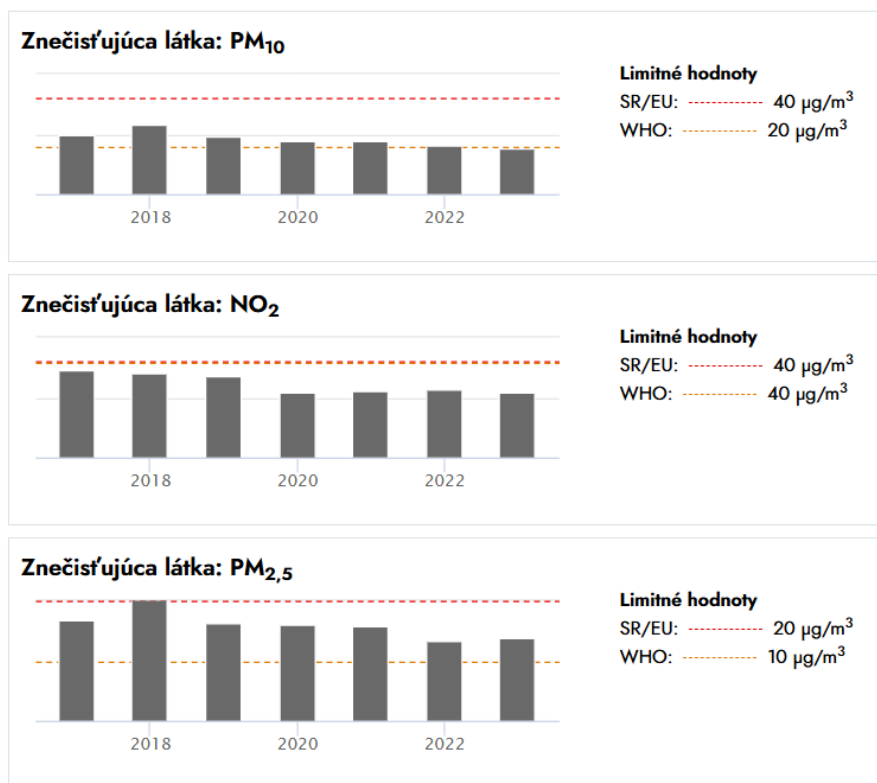 Znečisťujúca látka: PM₁₀
Limitné hodnoty
SR/EU: 40 μg/m³
WHO: 20 μg/m³
2018 2020 2022
Znečisťujúca látka: NO₂
Limitné hodnoty
SR/EU: 40 μg/m³
WHO: 40 μg/m³
2018 2020 2022
Znečisťujúca látka: PM₂,₅
Limitné hodnoty
SR/EU: 20 μg/m³
WHO: 10 μg/m³
2018 2020 2022